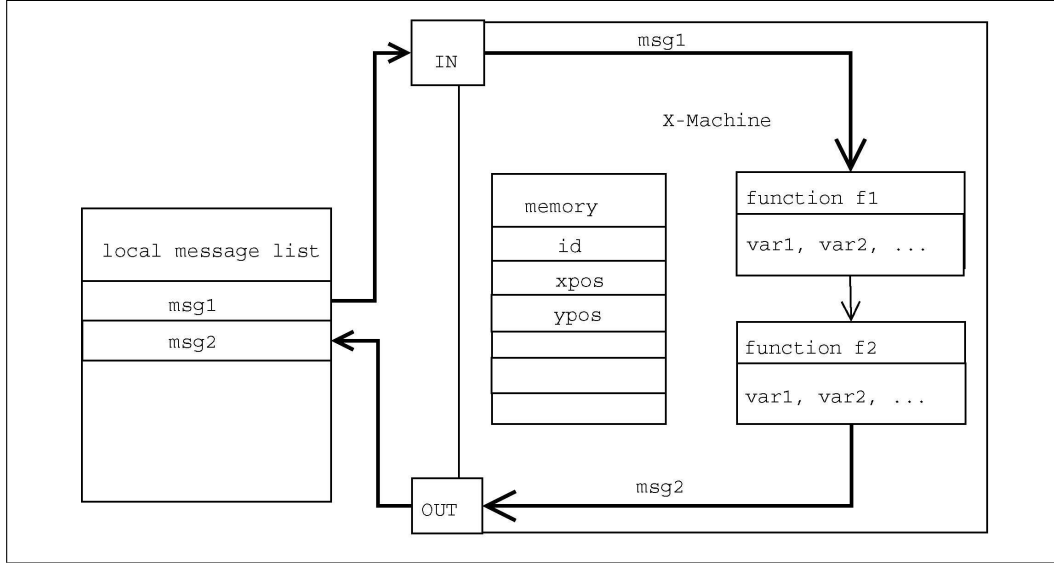 IN
msg1
X-Machine
local message list
msg1
msg2
memory
id
xpos
ypos
function f1
var1, var2, ...
function f2
var1, var2, ...
msg2
OUT